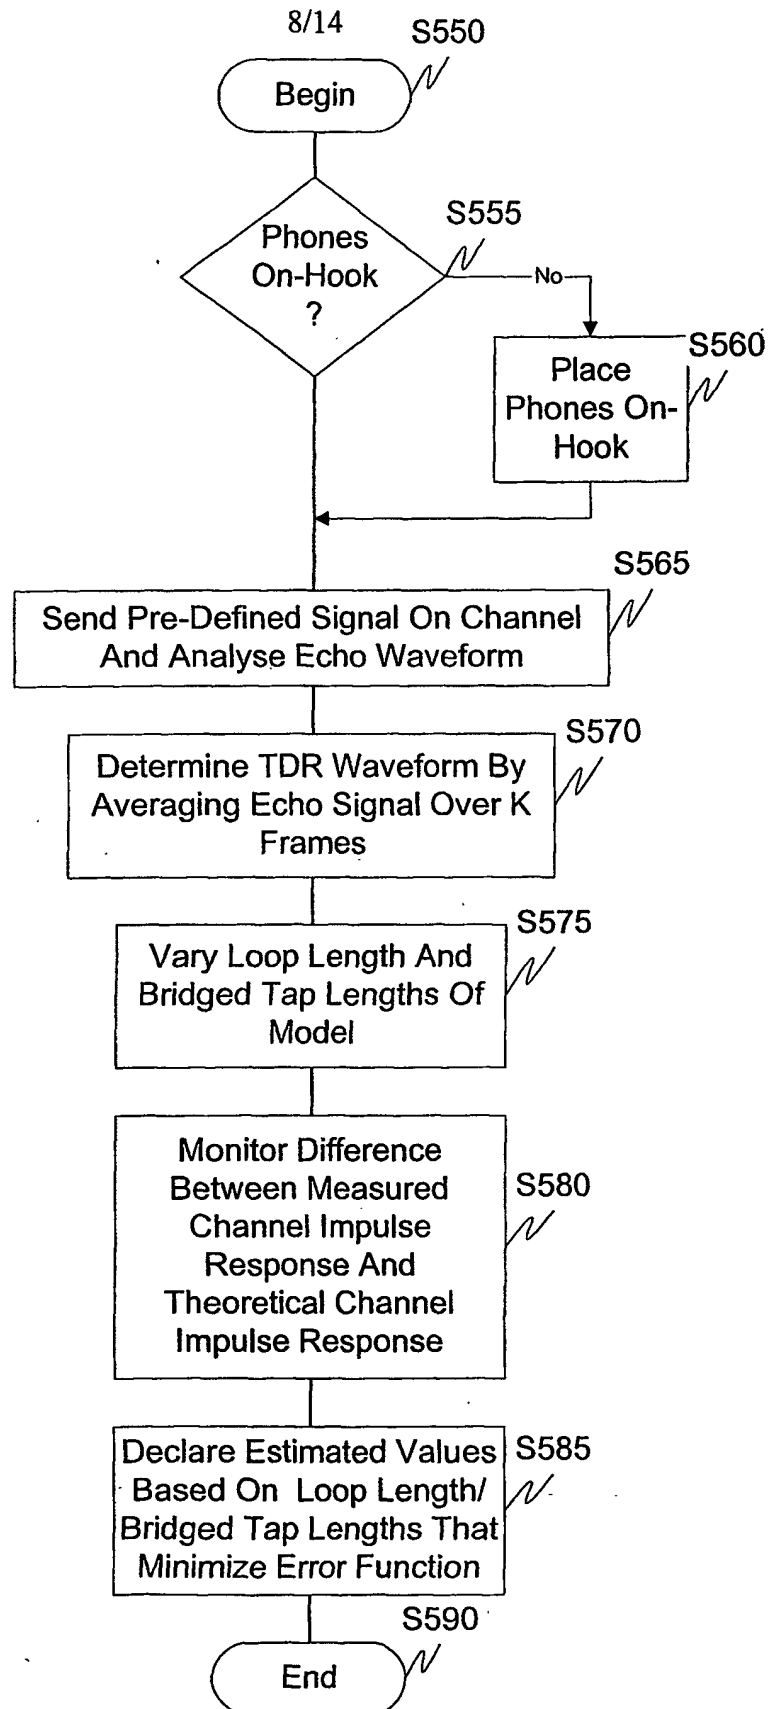 8/14
S550
Begin
S555
Phones
On-Hook
?
No
S560
Place
Phones On-
Hook
S565
Send Pre-Defined Signal On Channel
And Analyse Echo Waveform
S570
Determine TDR Waveform By
Averaging Echo Signal Over K
Frames
S575
Vary Loop Length And
Bridged Tap Lengths Of
Model
S580
Monitor Difference
Between Measured
Channel Impulse
Response And
Theoretical Channel
Impulse Response
S585
Declare Estimated Values
Based On Loop Length/
Bridged Tap Lengths That
Minimize Error Function
S590
End